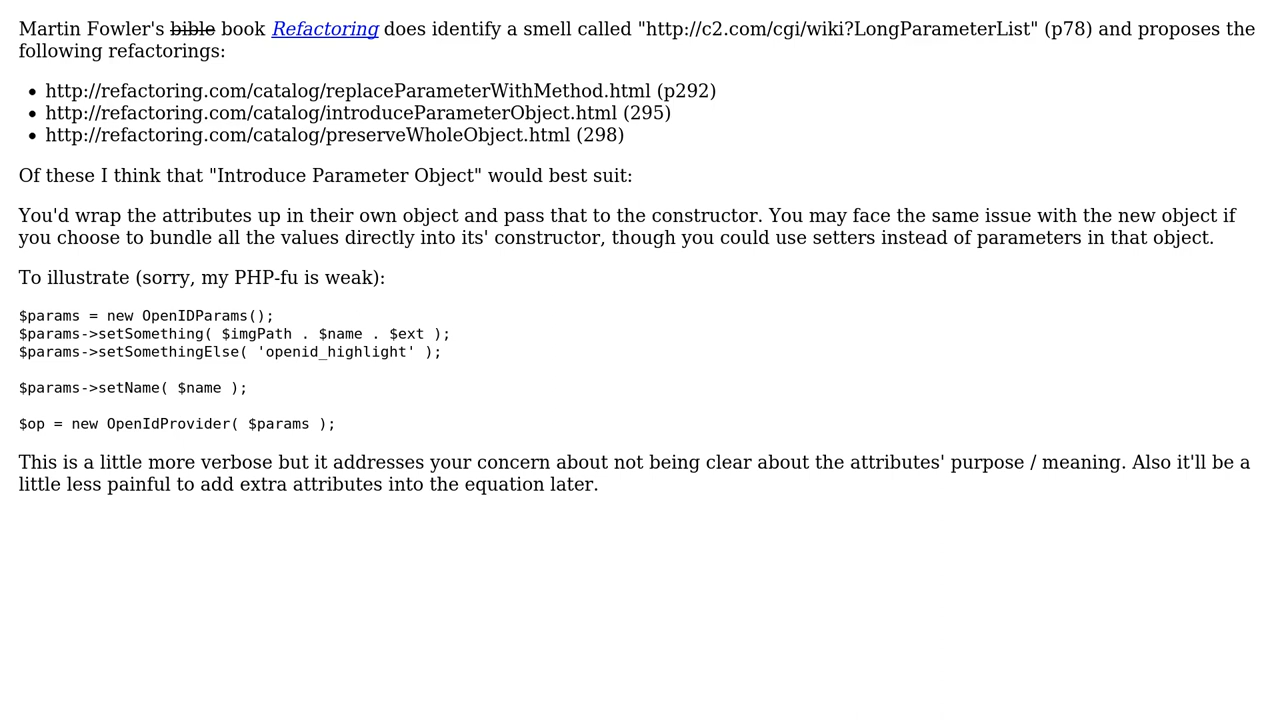 Martin Fowler's bible book Refactoring does identify a smell called "http://c2.com/cgi/wiki?LongParameterList" (p78) and proposes the
following refactorings:
• http://refactoring.com/catalog/replaceParameterWithMethod.html (p292)
• http://refactoring.com/catalog/introduceParameterObject.html (295)
• http://refactoring.com/catalog/preserveWholeObject.html (298)
Of these I think that "Introduce Parameter Object" would best suit:
You'd wrap the attributes up in their own object and pass that to the constructor. You may face the same issue with the new object if
you choose to bundle all the values directly into its' constructor, though you could use setters instead of parameters in that object.
To illustrate (sorry, my PHP-fu is weak):
$params = new OpenIDParams();
$params->setSomething( $imgPath . $name . $ext );
$params->setSomethingElse( 'openid_highlight' );
$params->setName( $name );
$op = new OpenIdProvider( $params );
This is a little more verbose but it addresses your concern about not being clear about the attributes' purpose / meaning. Also it'll be a
little less painful to add extra attributes into the equation later.